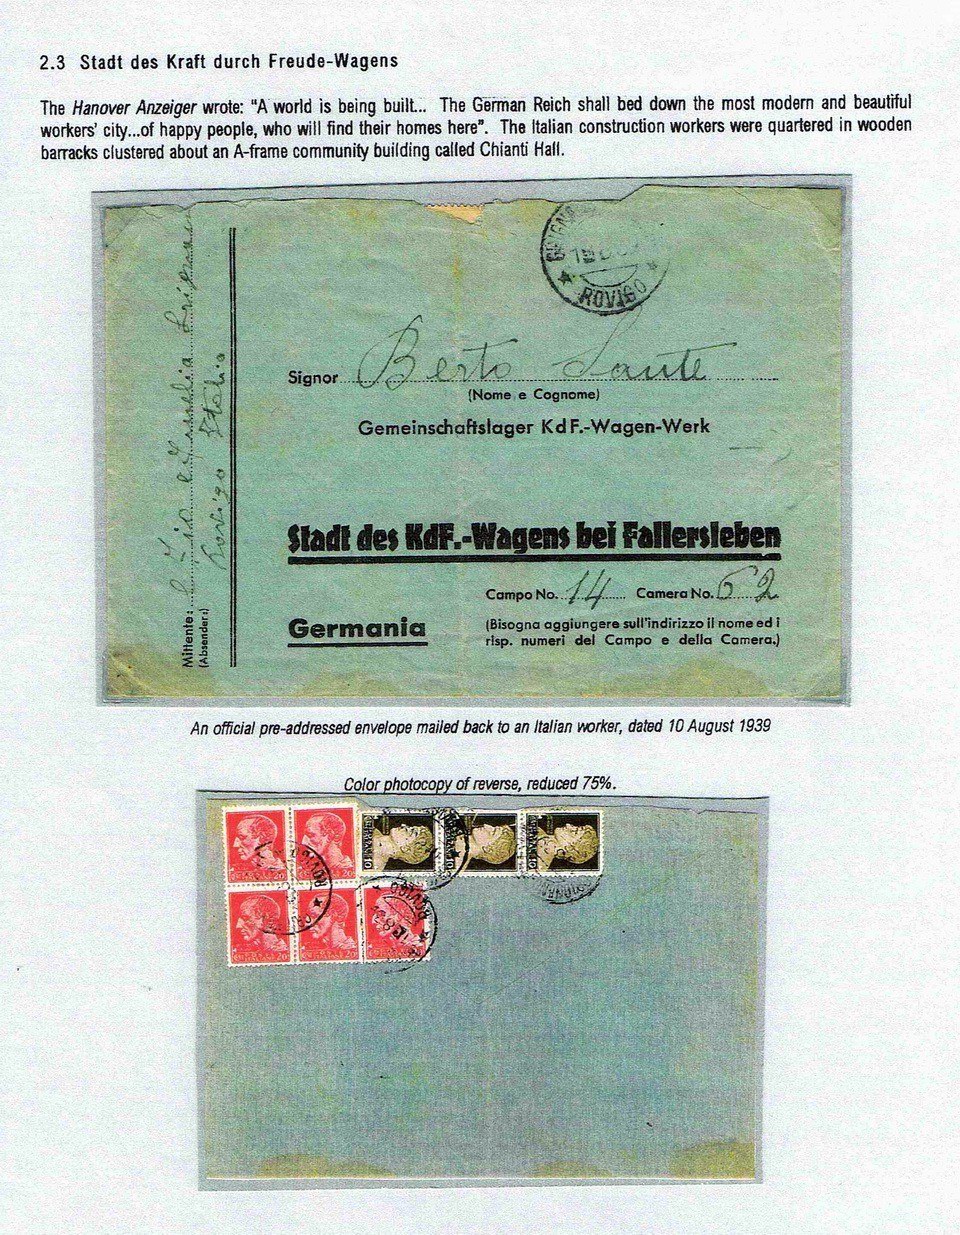 2.3 Stadt des Kraft durch Freude-Wagens
The Hanover Anzeiger wrote: "A world is being built... The German Reich shall bed down the most modern and beautiful
workers' city...of happy people, who will find their homes here". The Italian construction workers were quartered in wooden
barracks clustered about an A-frame community building called Chianti Hall.
ROVIGO
Signor Berto Sante
(Nome e Cognome)
Gemeinschaftslager KdF.-Wagen-Werk
Stadt des KdF.-Wagens bei Fallersleben
Campo No. 14 Camera No. 62
Germania
(Bisogna aggiungere sull'indirizzo il nome ed i
risp. numeri del Campo e della Camera.)
Mittente:
(Absender:)
Rovigo Italia
An official pre-addressed envelope mailed back to an Italian worker, dated 10 August 1939
Color photocopy of reverse, reduced 75%.
ROVIGO
ROVIGO